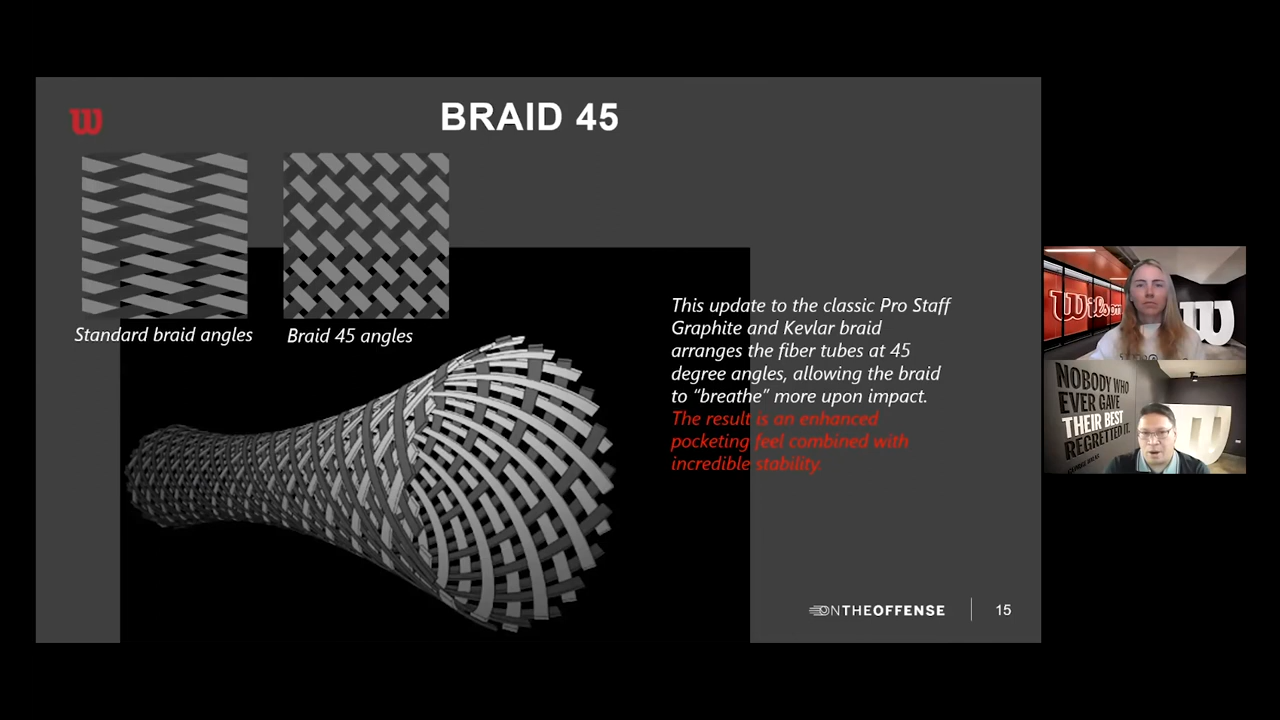 W
BRAID 45
Standard braid angles
Braid 45 angles
This update to the classic Pro Staff
Graphite and Kevlar braid
arranges the fiber tubes at 45
degree angles, allowing the braid
to “breathe” more upon impact.
The result is an enhanced
pocketing feel combined with
incredible stability.
ONTHEOFFENSE
15
Wilson
W
NOBODY WHO
EVER GAVE
THEIR BEST
REGRETTED IT.
W